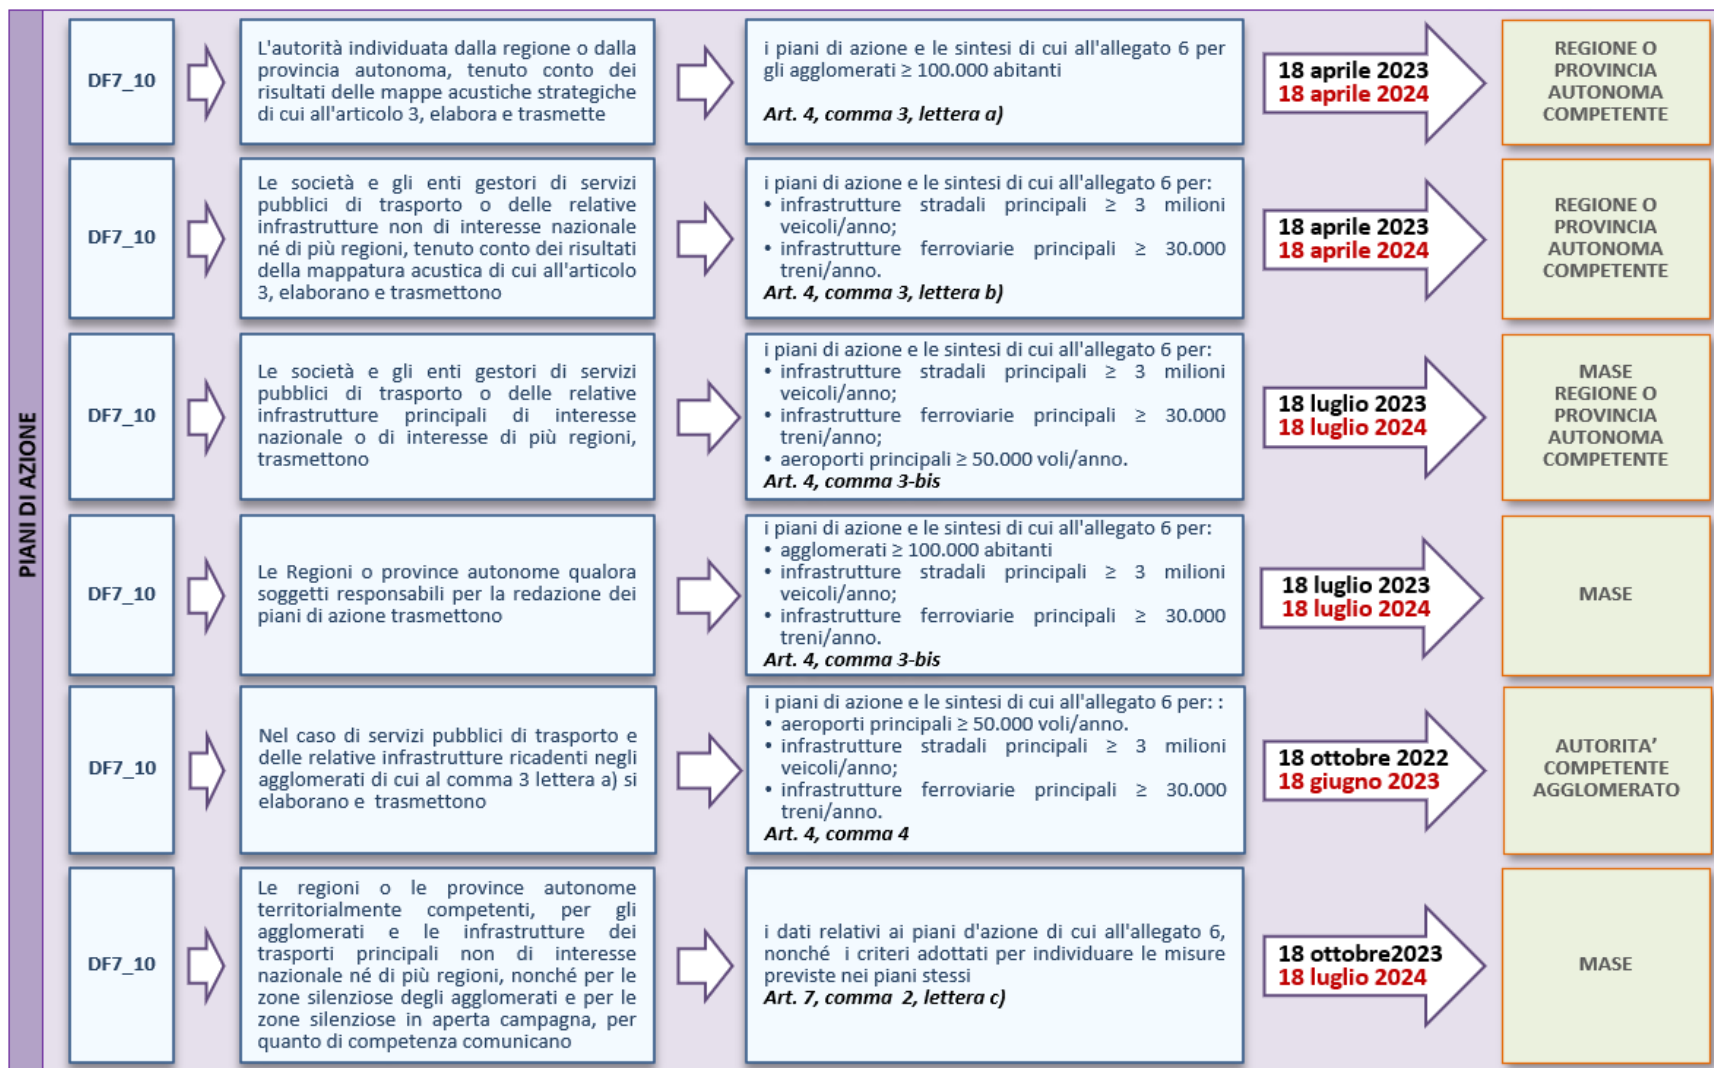 PIANI DI AZIONE
DF7_10
L'autorità individuata dalla regione o dalla
provincia autonoma, tenuto conto dei
risultati delle mappe acustiche strategiche
di cui all'articolo 3, elabora e trasmette
i piani di azione e le sintesi di cui all'allegato 6 per
gli agglomerati ≥ 100.000 abitanti
Art. 4, comma 3, lettera a)
18 aprile 2023
18 aprile 2024
REGIONE O
PROVINCIA
AUTONOMA
COMPETENTE
DF7_10
Le società e gli enti gestori di servizi
pubblici di trasporto o delle relative
infrastrutture non di interesse nazionale
né di più regioni, tenuto conto dei risultati
della mappatura acustica di cui all'articolo
3, elaborano e trasmettono
i piani di azione e le sintesi di cui all'allegato 6 per:
• infrastrutture stradali principali ≥ 3 milioni
veicoli/anno;
• infrastrutture ferroviarie principali ≥ 30.000
treni/anno.
Art. 4, comma 3, lettera b)
18 aprile 2023
18 aprile 2024
REGIONE O
PROVINCIA
AUTONOMA
COMPETENTE
DF7_10
Le società e gli enti gestori di servizi
pubblici di trasporto o delle relative
infrastrutture principali di interesse
nazionale o di interesse di più regioni,
trasmettono
i piani di azione e le sintesi di cui all'allegato 6 per:
• infrastrutture stradali principali ≥ 3 milioni
veicoli/anno;
• infrastrutture ferroviarie principali ≥ 30.000
treni/anno;
• aeroporti principali ≥ 50.000 voli/anno.
Art. 4, comma 3-bis
18 luglio 2023
18 luglio 2024
MASE
REGIONE O
PROVINCIA
AUTONOMA
COMPETENTE
DF7_10
Le Regioni o province autonome qualora
soggetti responsabili per la redazione dei
piani di azione trasmettono
i piani di azione e le sintesi di cui all'allegato 6 per:
• agglomerati ≥ 100.000 abitanti
• infrastrutture stradali principali ≥ 3 milioni
veicoli/anno;
• infrastrutture ferroviarie principali ≥ 30.000
treni/anno.
Art. 4, comma 3-bis
18 luglio 2023
18 luglio 2024
MASE
DF7_10
Nel caso di servizi pubblici di trasporto e
delle relative infrastrutture ricadenti negli
agglomerati di cui al comma 3 lettera a) si
elaborano e trasmettono
i piani di azione e le sintesi di cui all'allegato 6 per: :
• aeroporti principali ≥ 50.000 voli/anno.
• infrastrutture stradali principali ≥ 3 milioni
veicoli/anno;
• infrastrutture ferroviarie principali ≥ 30.000
treni/anno.
Art. 4, comma 4
18 ottobre 2022
18 giugno 2023
AUTORITA’
COMPETENTE
AGGLOMERATO
DF7_10
Le regioni o le province autonome
territorialmente competenti, per gli
agglomerati e le infrastrutture dei
trasporti principali non di interesse
nazionale né di più regioni, nonché per le
zone silenziose degli agglomerati e per le
zone silenziose in aperta campagna, per
quanto di competenza comunicano
i dati relativi ai piani d'azione di cui all'allegato 6,
nonché i criteri adottati per individuare le misure
previste nei piani stessi
Art. 7, comma 2, lettera c)
18 ottobre2023
18 luglio 2024
MASE